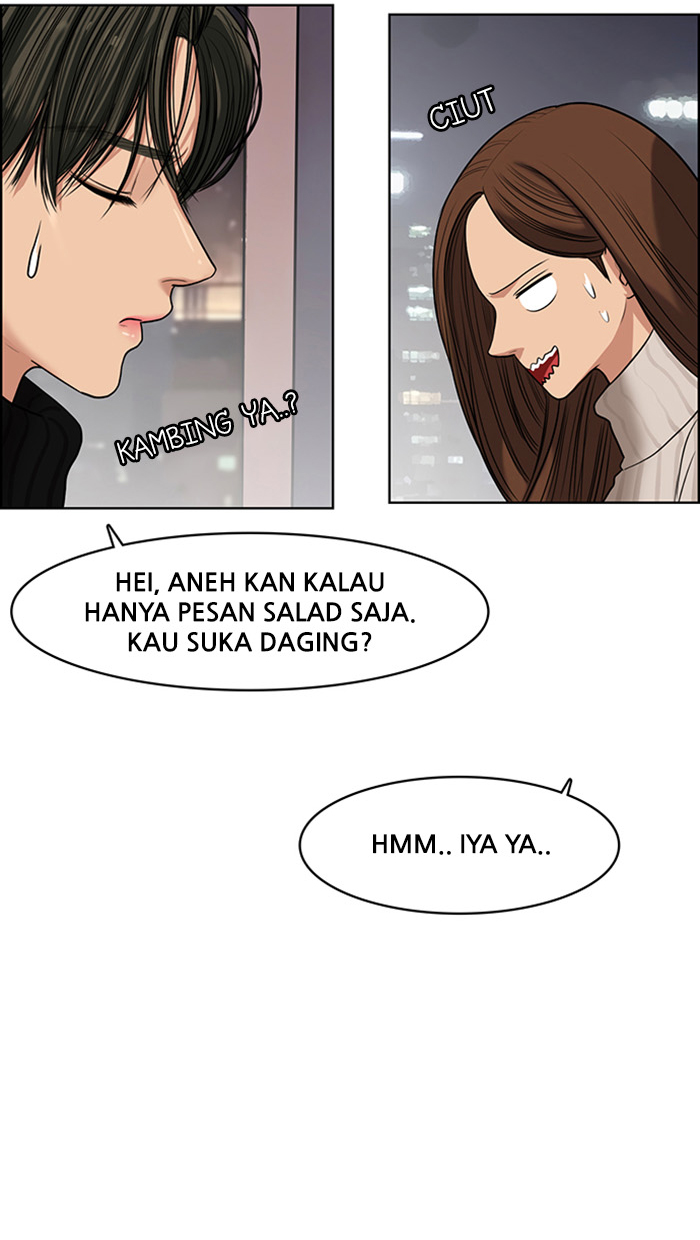 CIUT
KAMBING YA..?
HEI, ANEH KAN KALAU
HANYA PESAN SALAD SAJA.
KAU SUKA DAGING?
HMM.. IYA YA..